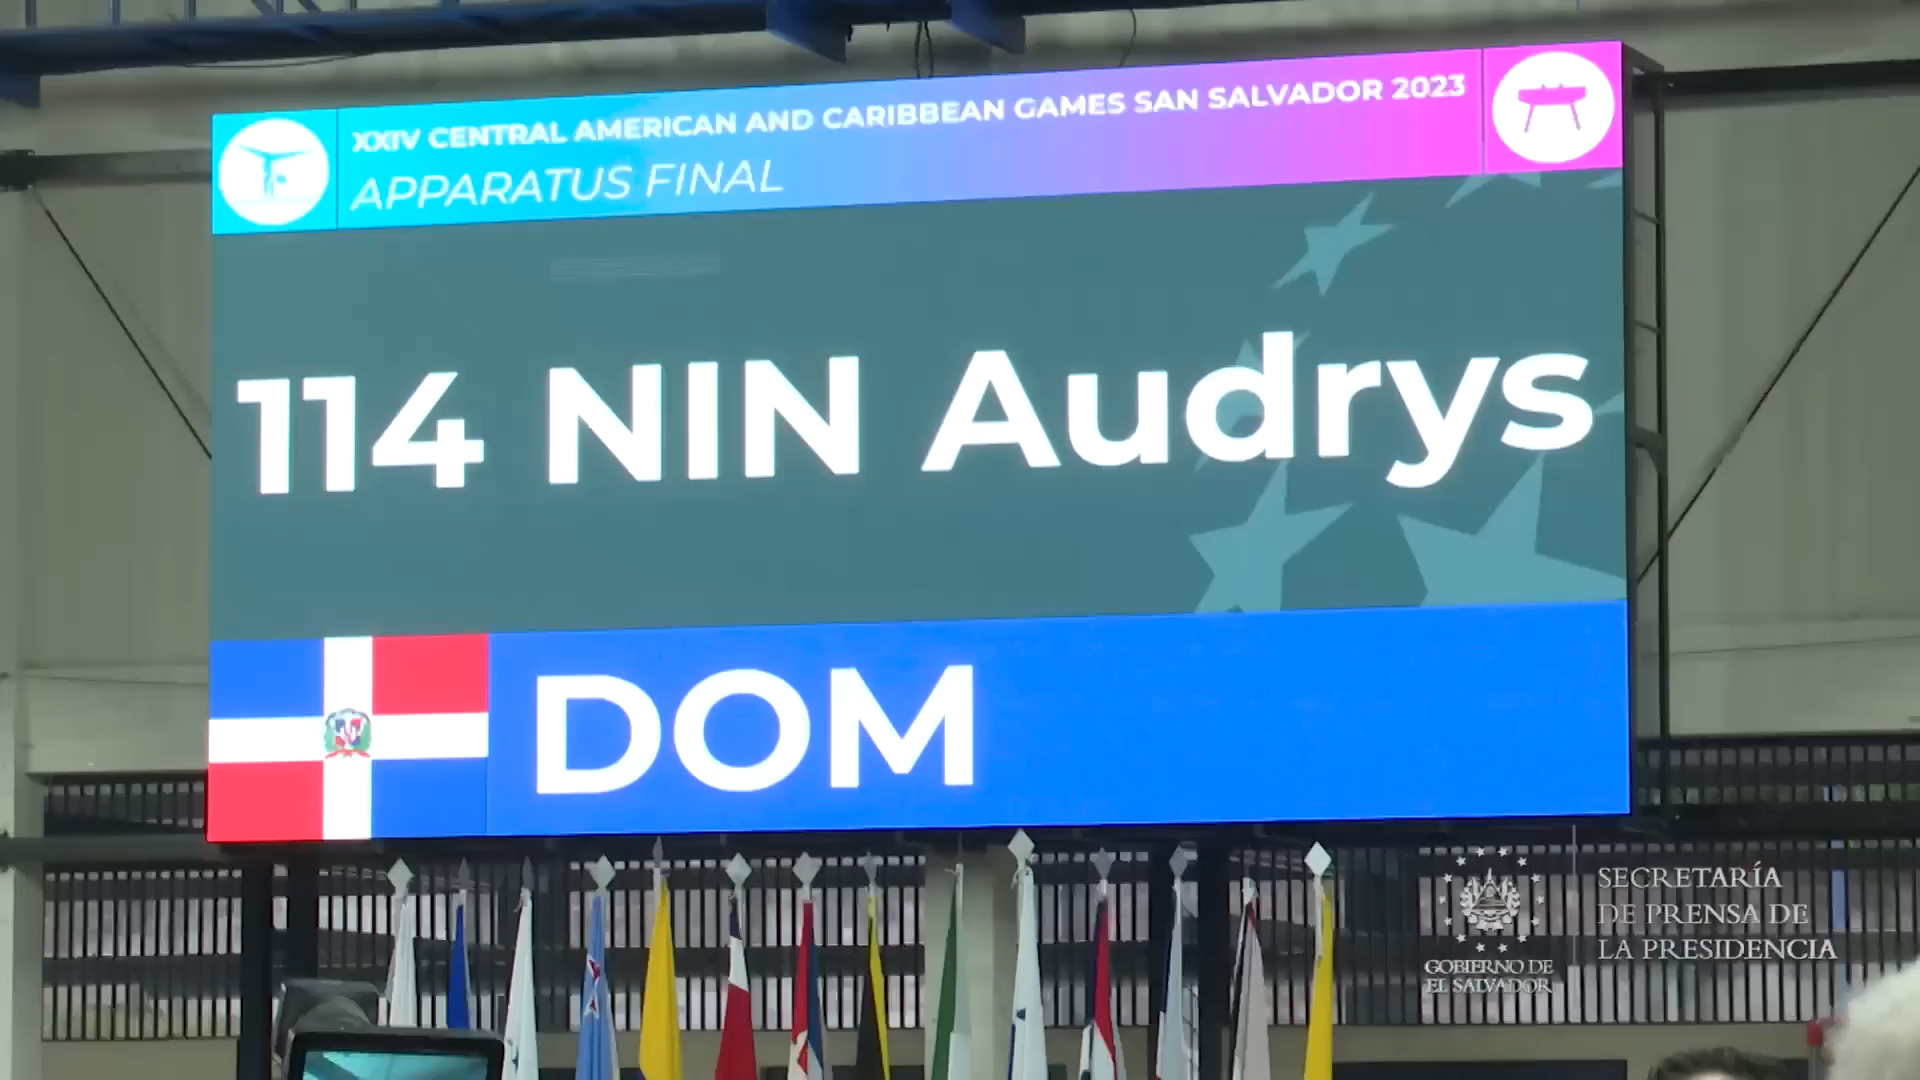 XXIV CENTRAL AMERICAN AND CARIBBEAN GAMES SAN SALVADOR 2023
APPARATUS FINAL
114 NIN Audrys
DOM
GOBIERNO DE
EL SALVADOR
SECRETARÍA
DE PRENSA DE
LA PRESIDENCIA